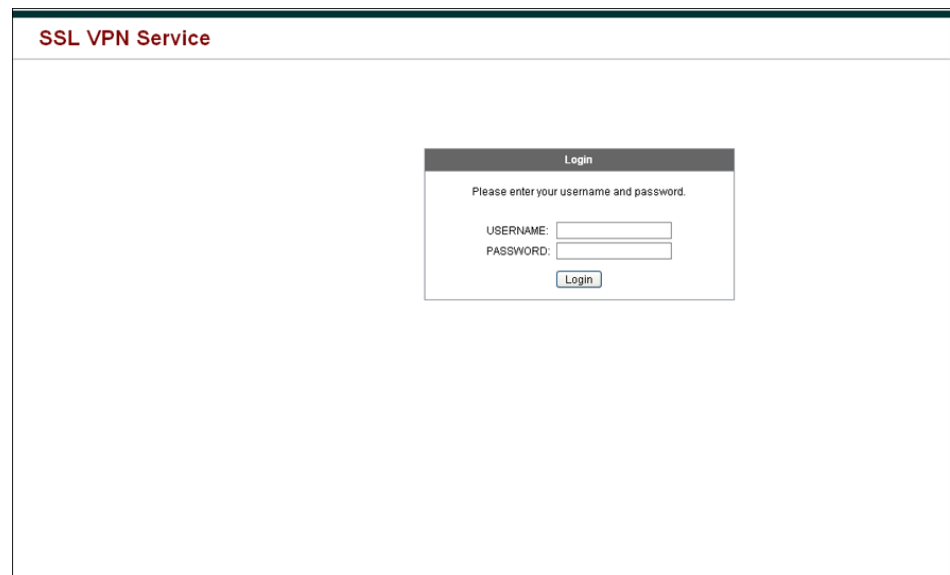 SSL VPN Service
Login
Please enter your username and password.
USERNAME:
PASSWORD:
Login